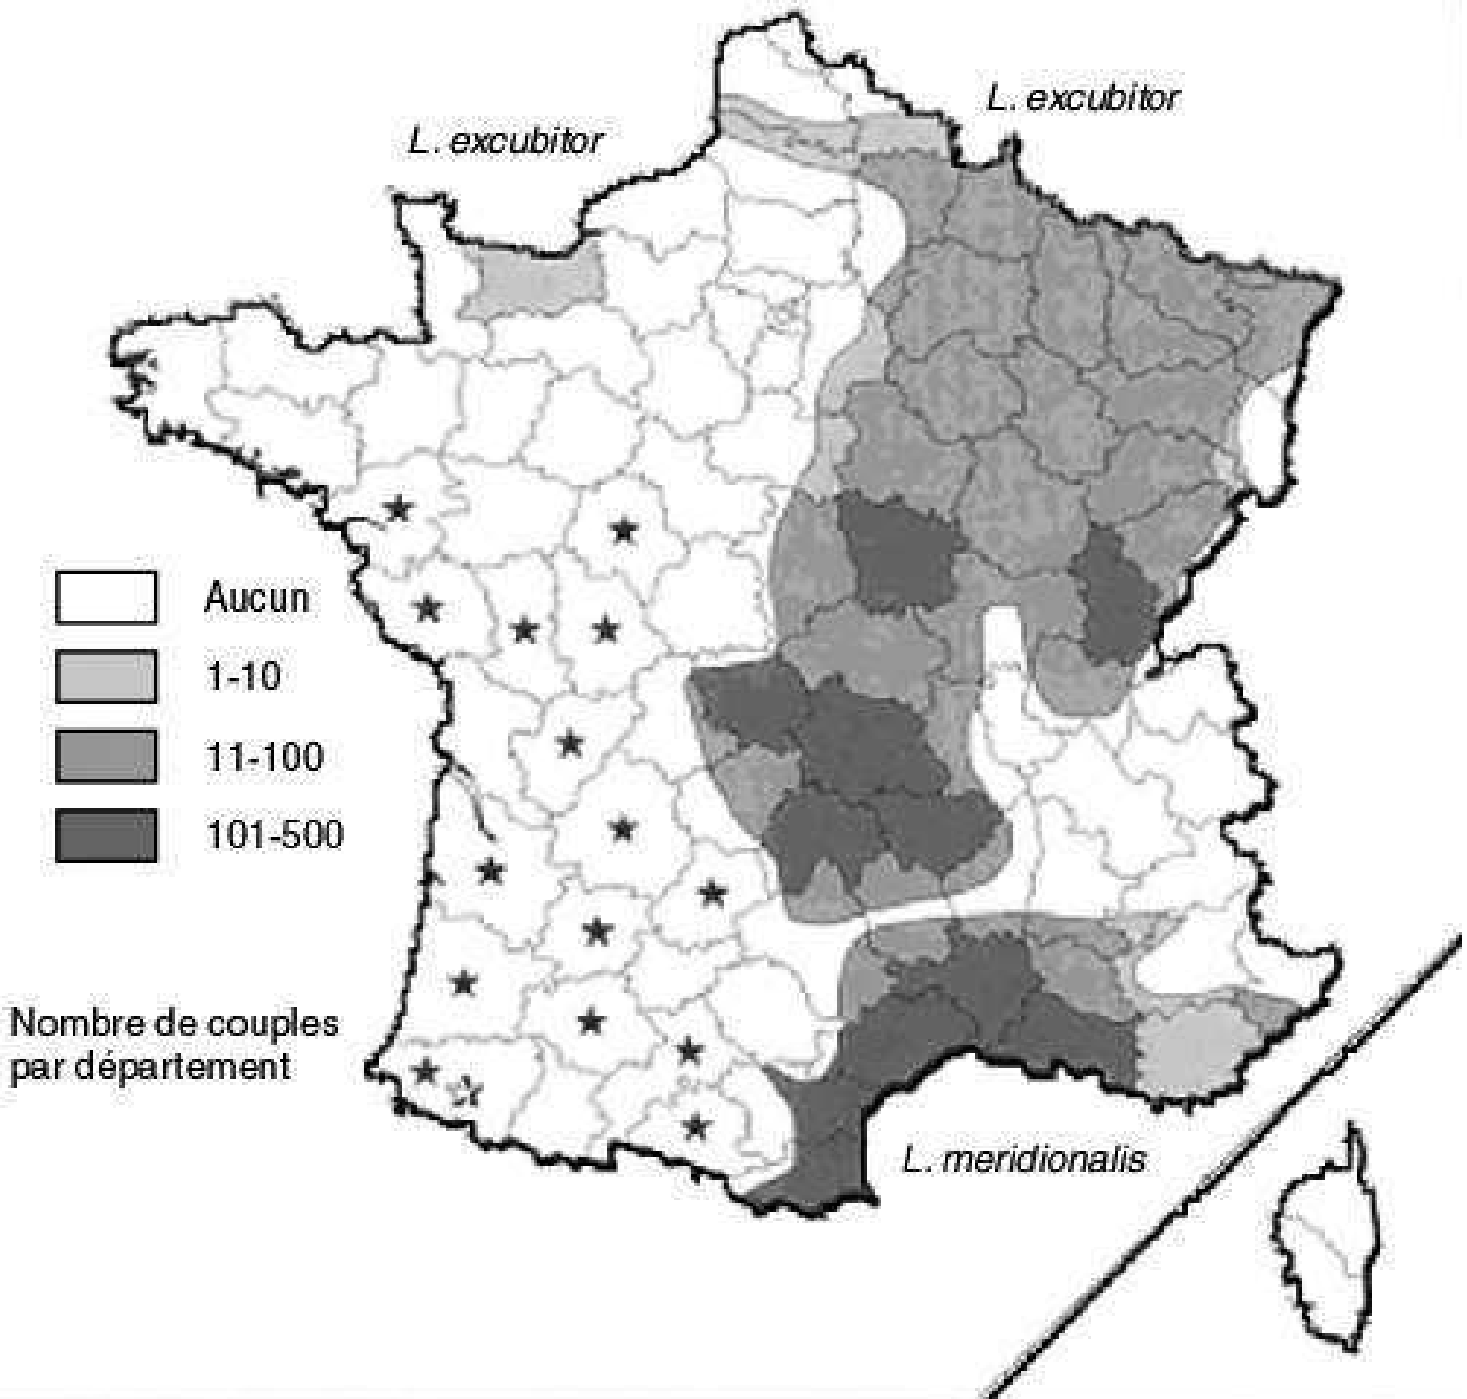 L. excubitor
L. excubitor
Aucun
1-10
11-100
101-500
Nombre de couples
par département
L. meridionalis